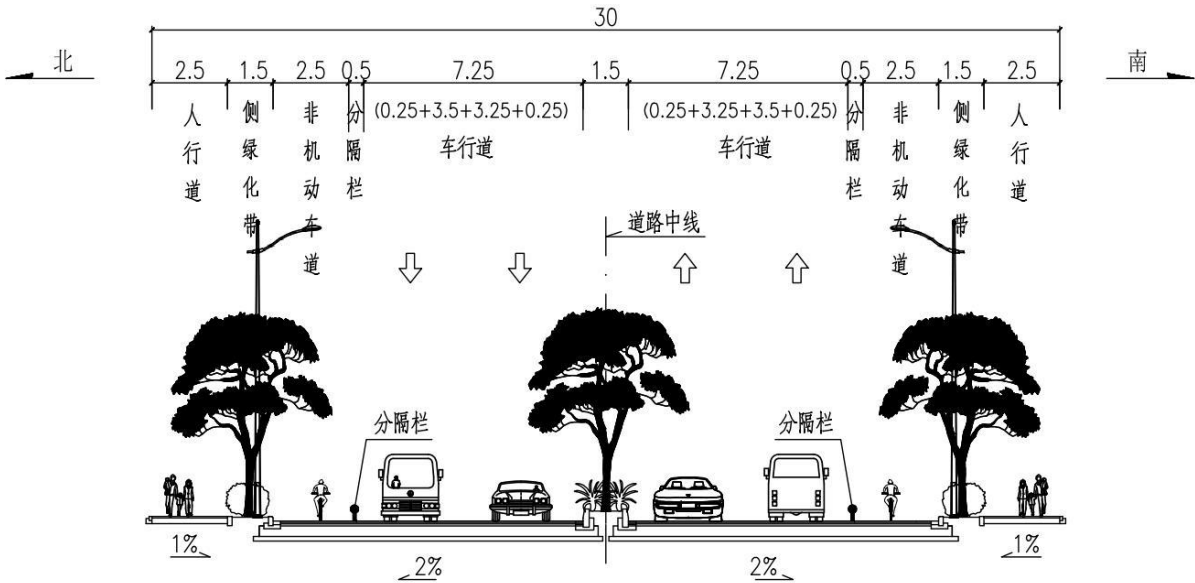 30
北
南
2.5 1.5 2.5 0.5 7.25 1.5 7.25 0.5 2.5 1.5 2.5
人行道
侧绿化带
非机动车道
分隔栏
(0.25+3.5+3.25+0.25)
车行道
(0.25+3.25+3.5+0.25)
车行道
分隔栏
非机动车道
侧绿化带
人行道
道路中线
分隔栏
分隔栏
1%
2%
2%
1%